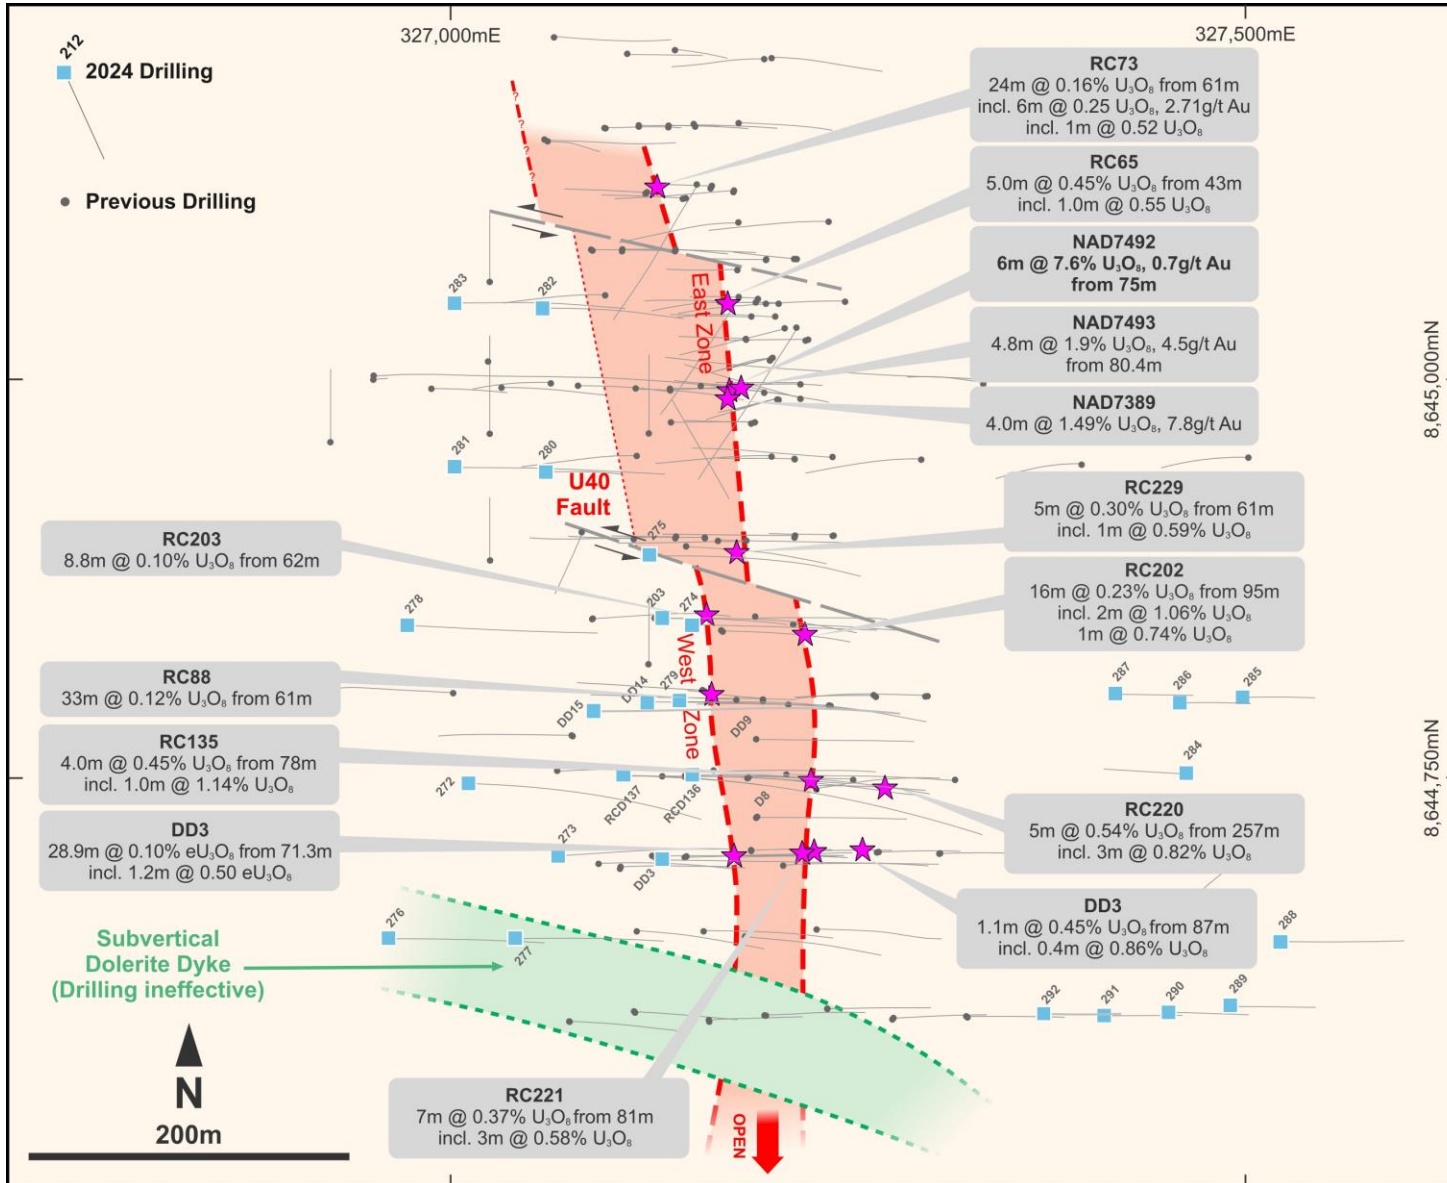 327,000mE
327,500mE
212
2024 Drilling
Previous Drilling
RC73
24m @ 0.16% U₃O₈ from 61m
incl. 6m @ 0.25 U₃O₈, 2.71g/t Au
incl. 1m @ 0.52 U₃O₈
RC65
5.0m @ 0.45% U₃O₈ from 43m
incl. 1.0m @ 0.55 U₃O₈
NAD7492
6m @ 7.6% U₃O₈, 0.7g/t Au
from 75m
NAD7493
4.8m @ 1.9% U₃O₈, 4.5g/t Au
from 80.4m
NAD7389
4.0m @ 1.49% U₃O₈, 7.8g/t Au
8,645,000mN
?
?
?
?
?
283
282
East Zone
281
280
U40
Fault
275
RC229
5m @ 0.30% U₃O₈ from 61m
incl. 1m @ 0.59% U₃O₈
RC203
8.8m @ 0.10% U₃O₈ from 62m
RC202
16m @ 0.23% U₃O₈ from 95m
incl. 2m @ 1.06% U₃O₈
1m @ 0.74% U₃O₈
278
203
274
West Zone
RC88
33m @ 0.12% U₃O₈ from 61m
DD15
DD14
279
DD9
287
286
285
RC135
4.0m @ 0.45% U₃O₈ from 78m
incl. 1.0m @ 1.14% U₃O₈
272
RCD137
RCD136
D8
284
8,644,750mN
RC220
5m @ 0.54% U₃O₈ from 257m
incl. 3m @ 0.82% U₃O₈
DD3
28.9m @ 0.10% eU₃O₈ from 71.3m
incl. 1.2m @ 0.50 eU₃O₈
273
DD3
DD3
1.1m @ 0.45% U₃O₈ from 87m
incl. 0.4m @ 0.86% U₃O₈
276
277
288
Subvertical
Dolerite Dyke
(Drilling ineffective)
292
291
290
289
N
200m
RC221
7m @ 0.37% U₃O₈ from 81m
incl. 3m @ 0.58% U₃O₈
OPEN